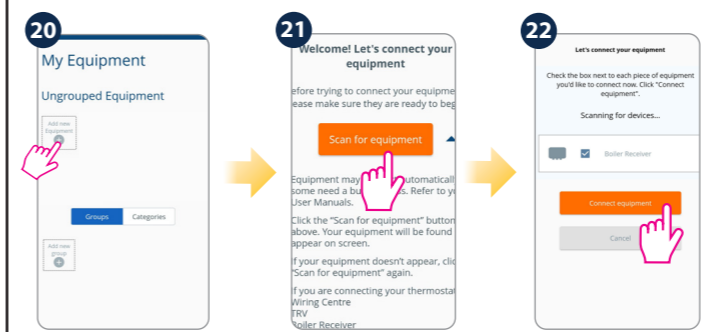 20
My Equipment
Ungrouped Equipment
Add new
Equipment
Groups
Categories
Add new
group
21
Welcome! Let's connect your
equipment
efore trying to connect your equipme
ease make sure they are ready to beg
Scan for equipment
Equipment may automaticall
some need a bu s. Refer to y
User Manuals.
Click the "Scan for equipment" button
above. Your equipment will be found
appear on screen.
f your equipment doesn't appear, clic
"Scan for equipment" again.
f you are connecting your thermostat
Wiring Centre
TRV
Boiler Receiver
22
Let's connect your equipment
Check the box next to each piece of equipment
you'd like to connect now. Click "Connect
equipment".
Scanning for devices...
Boiler Receiver
Connect equipment
Cancel